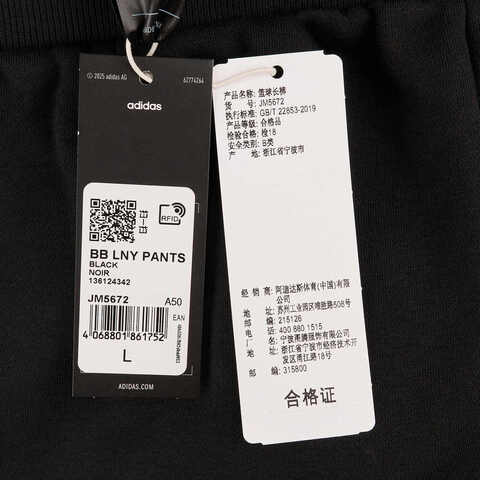 © 2025 adidas AG
62774264
adidas
RFID
BB LNY PANTS
BLACK
NOIR
136124342
JM5672 A50
EAN
4 068801 861752
L
ADIDAS.COM
产品名称: 篮球长裤
货 号: JM5672
执行标准: GB/T 22853-2019
产品等级: 合格品
检验合格: 检18
安全类别: B类
产 地: 浙江省宁波市
经 销 商: 阿迪达斯体育(中国)有限
公司
地 址: 苏州工业园区唯亭路508号
邮 编: 215126
电 话: 400 880 1515
厂 商: 宁波甬腾服饰有限公司
地 址: 浙江省宁波市经济技术开
发区甬江路18号
邮 编: 315800
合格证